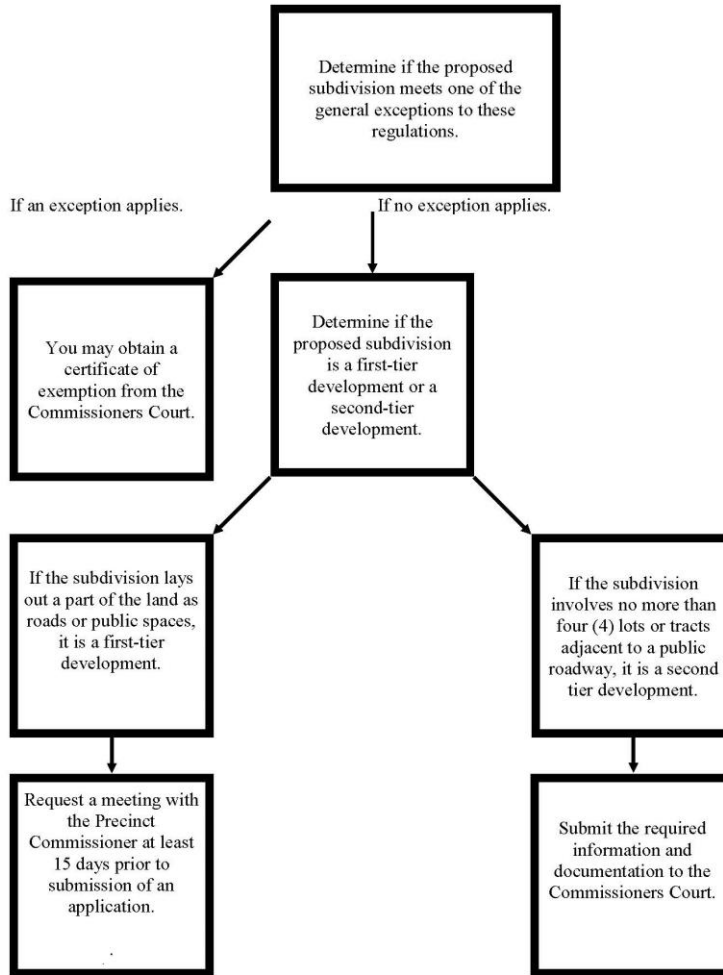 Determine if the proposed
subdivision meets one of the
general exceptions to these
regulations.
If an exception applies.
If no exception applies.
You may obtain a
certificate of
exemption from the
Commissioners Court.
Determine if the
proposed subdivision
is a first-tier
development or a
second-tier
development.
If the subdivision lays
out a part of the land as
roads or public spaces,
it is a first-tier
development.
If the subdivision
involves no more than
four (4) lots or tracts
adjacent to a public
roadway, it is a second
tier development.
Request a meeting with
the Precinct
Commissioner at least
15 days prior to
submission of an
application.
.
Submit the required
information and
documentation to the
Commissioners Court.